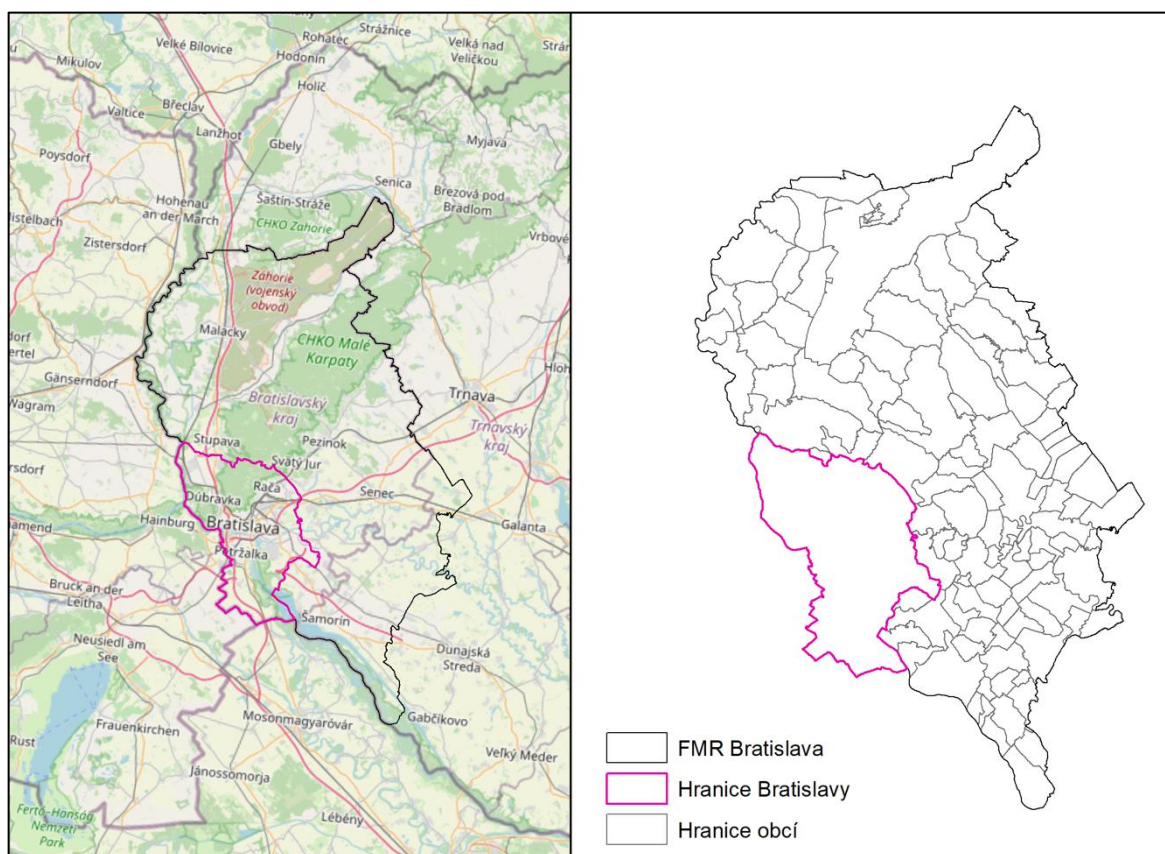 Rohatec
Strážnice
Velké Bílovice
Velká nad
Veličkou
Mikulov
Hodonín
Holíč
Břeclav
Valtice
Lanžhot
Gbely
Myjava
Poysdorf
Senica
Hohenau
an der March
Šaštín-Stráže
Brezová pod
Bradlom
CHKO Záhorie
Zistersdorf
Vrbové
Záhorie
(vojenský
obvod)
Malacky
CHKO Malé
Karpaty
Gänserndorf
Trnava
Wagram
Bratislavský
kraj
Trnavský
kraj
Stupava
Pezinok
Svätý Jur
Rača
Senec
Dúbravka
Hainburg
Bratislava
Galanta
Petržalka
Bruck an der
Leitha
Šamorín
Neusiedl am
See
Dunajská
Streda
Gabčíkovo
Mosonmagyaróvár
Frauenkirchen
Rust
Veľký Meder
Jánossomorja
Lébény
Fertő-Hanság
Nemzeti
Park
FMR Bratislava
Hranice Bratislavy
Hranice obcí